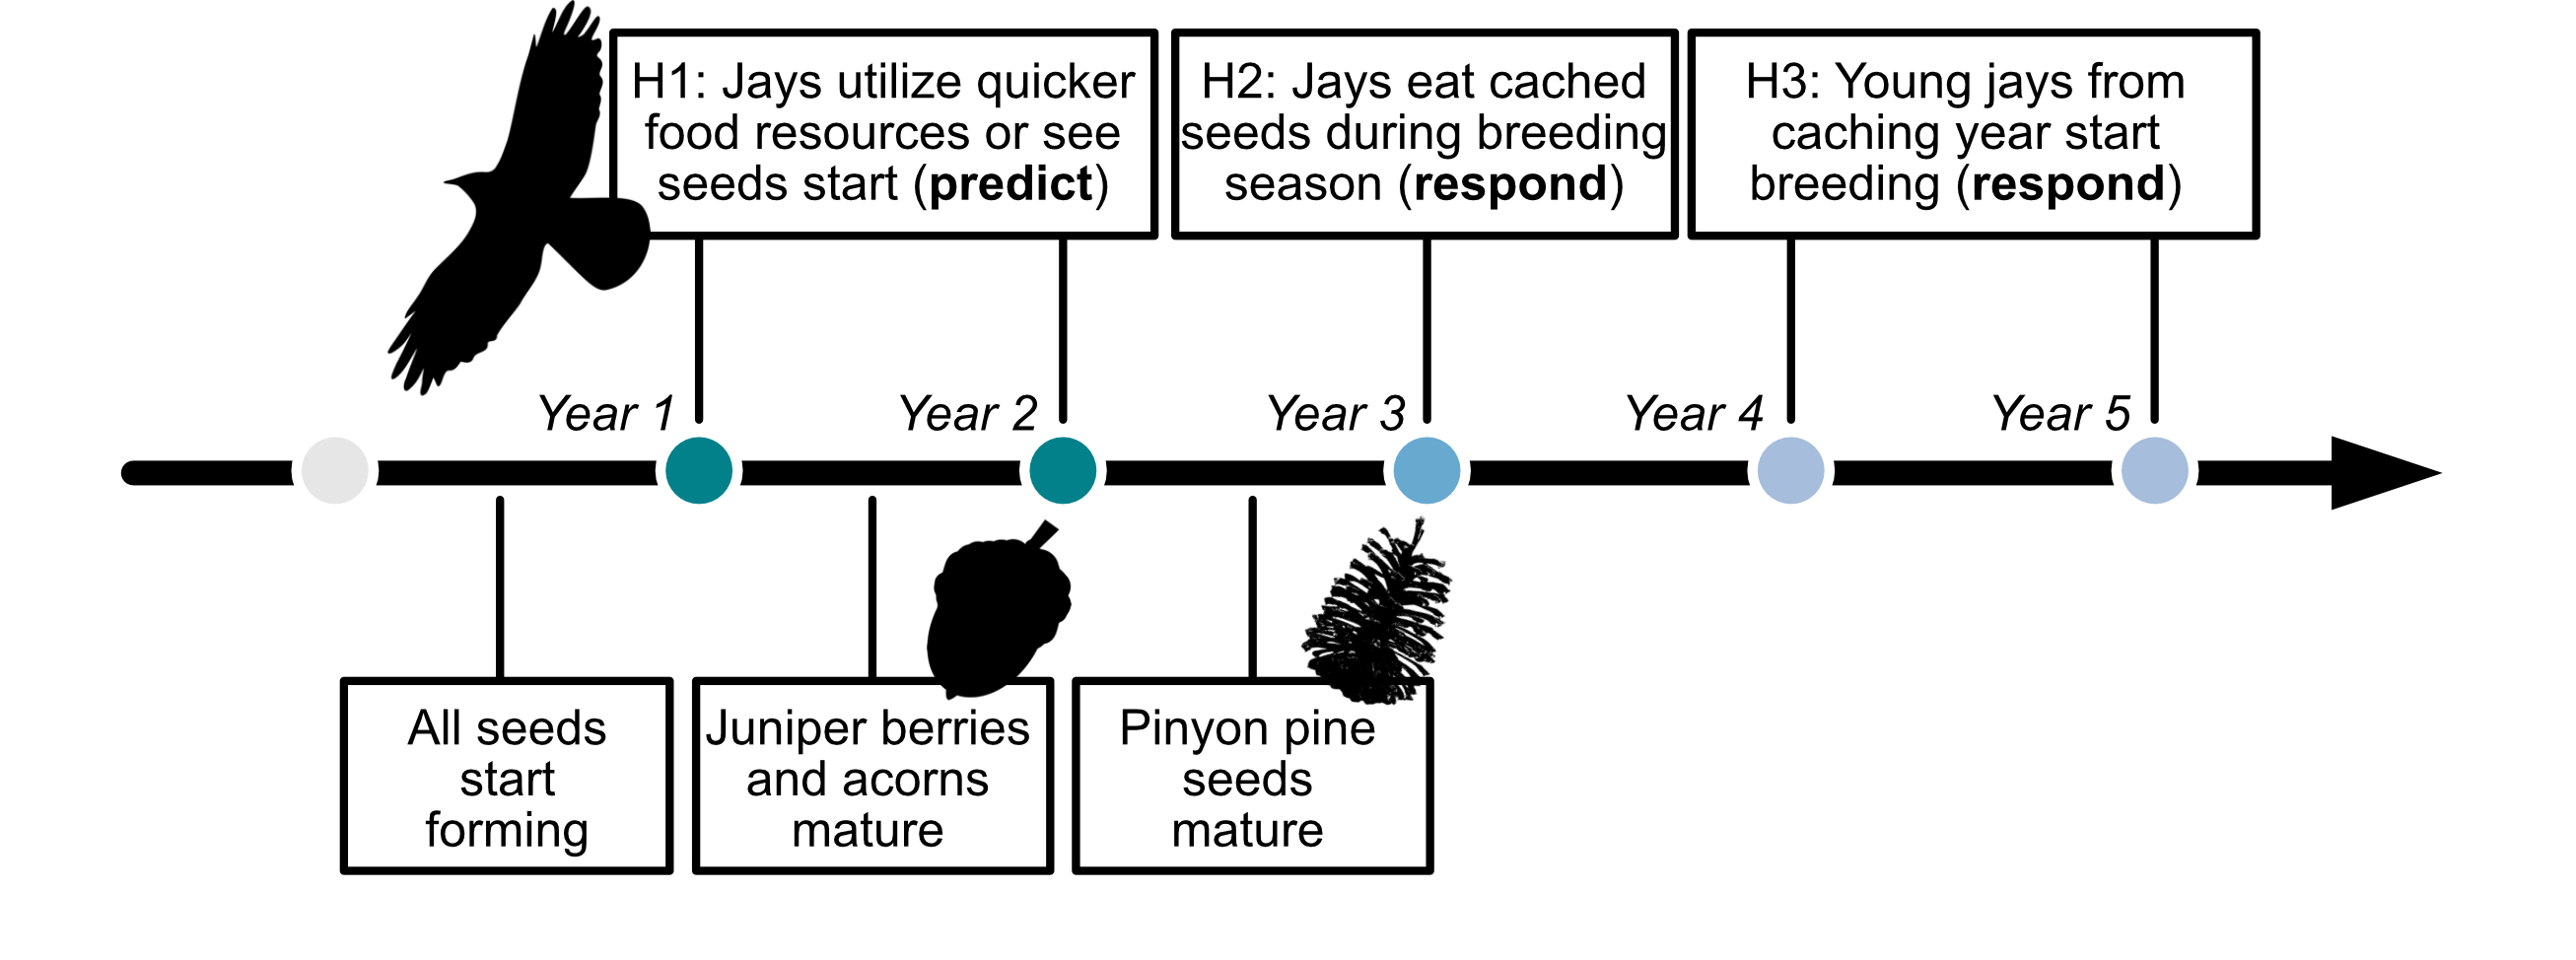 H1: Jays utilize quicker
food resources or see
seeds start (predict)
H2: Jays eat cached
seeds during breeding
season (respond)
H3: Young jays from
caching year start
breeding (respond)
Year 1
Year 2
Year 3
Year 4
Year 5
All seeds
start
forming
Juniper berries
and acorns
mature
Pinyon pine
seeds
mature